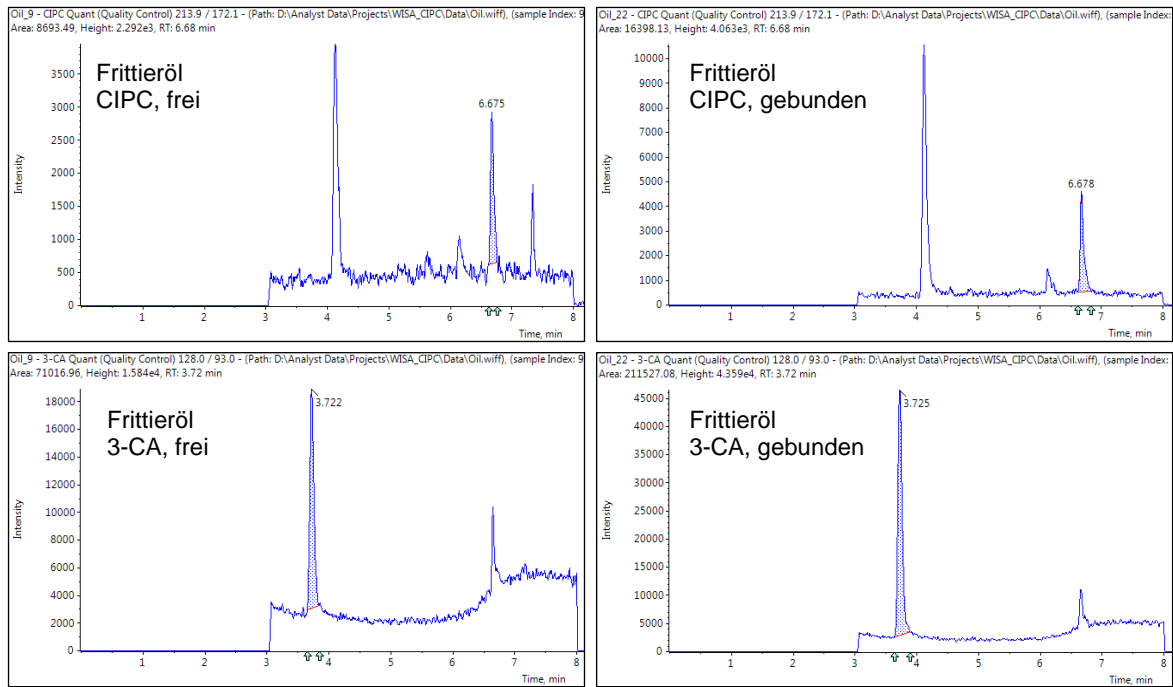 Oil_9 - CIPC Quant (Quality Control) 213.9 / 172.1 - (Path: D:\Analyst Data\Projects\WISA_CIPC\Data\Oil.wiff), (sample Index: 9
Area: 8693.49, Height: 2.292e3, RT: 6.68 min
Frittieröl
CIPC, frei
6.675
3500
3000
2500
2000
1500
1000
500
0
Intensity
1 2 3 4 5 6 7 8
Time, min
Oil_22 - CIPC Quant (Quality Control) 213.9 / 172.1 - (Path: D:\Analyst Data\Projects\WISA_CIPC\Data\Oil.wiff), (sample Index:
Area: 16398.13, Height: 4.063e3, RT: 6.68 min
Frittieröl
CIPC, gebunden
6.678
10000
9000
8000
7000
6000
5000
4000
3000
2000
1000
0
Intensity
1 2 3 4 5 6 7 8
Time, min
Oil_9 - 3-CA Quant (Quality Control) 128.0 / 93.0 - (Path: D:\Analyst Data\Projects\WISA_CIPC\Data\Oil.wiff), (sample Index: 9
Area: 71016.96, Height: 1.584e4, RT: 3.72 min
Frittieröl
3-CA, frei
3.722
18000
16000
14000
12000
10000
8000
6000
4000
2000
0
Intensity
1 2 3 4 5 6 7 8
Time, min
Oil_22 - 3-CA Quant (Quality Control) 128.0 / 93.0 - (Path: D:\Analyst Data\Projects\WISA_CIPC\Data\Oil.wiff), (sample Index:
Area: 211527.08, Height: 4.359e4, RT: 3.72 min
Frittieröl
3-CA, gebunden
3.725
45000
40000
35000
30000
25000
20000
15000
10000
5000
0
Intensity
1 2 3 4 5 6 7 8
Time, min